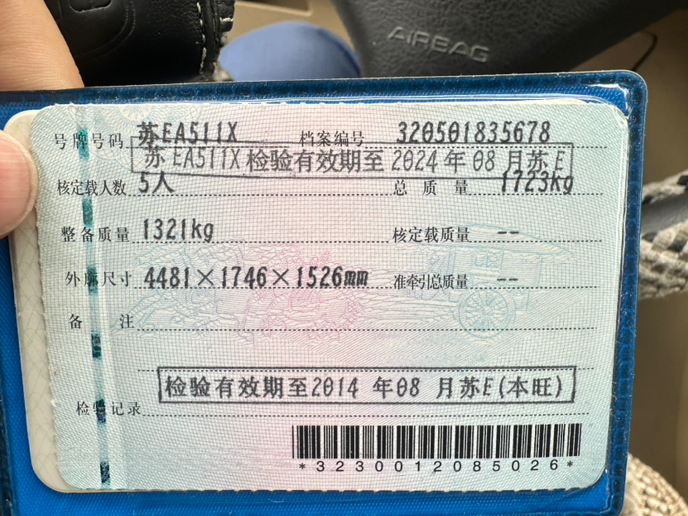 AIRBAG
号牌号码 苏EA511X 档案编号 320501835678
苏EA511X检验有效期至2024年08月苏E
核定载人数 5人 总质量 1723kg
整备质量 1321kg 核定载质量 --
外廓尺寸 4481×1746×1526mm 准牵引总质量 --
备注
检验有效期至2014年08月苏E(本旺)
检验记录
*3230012085026*